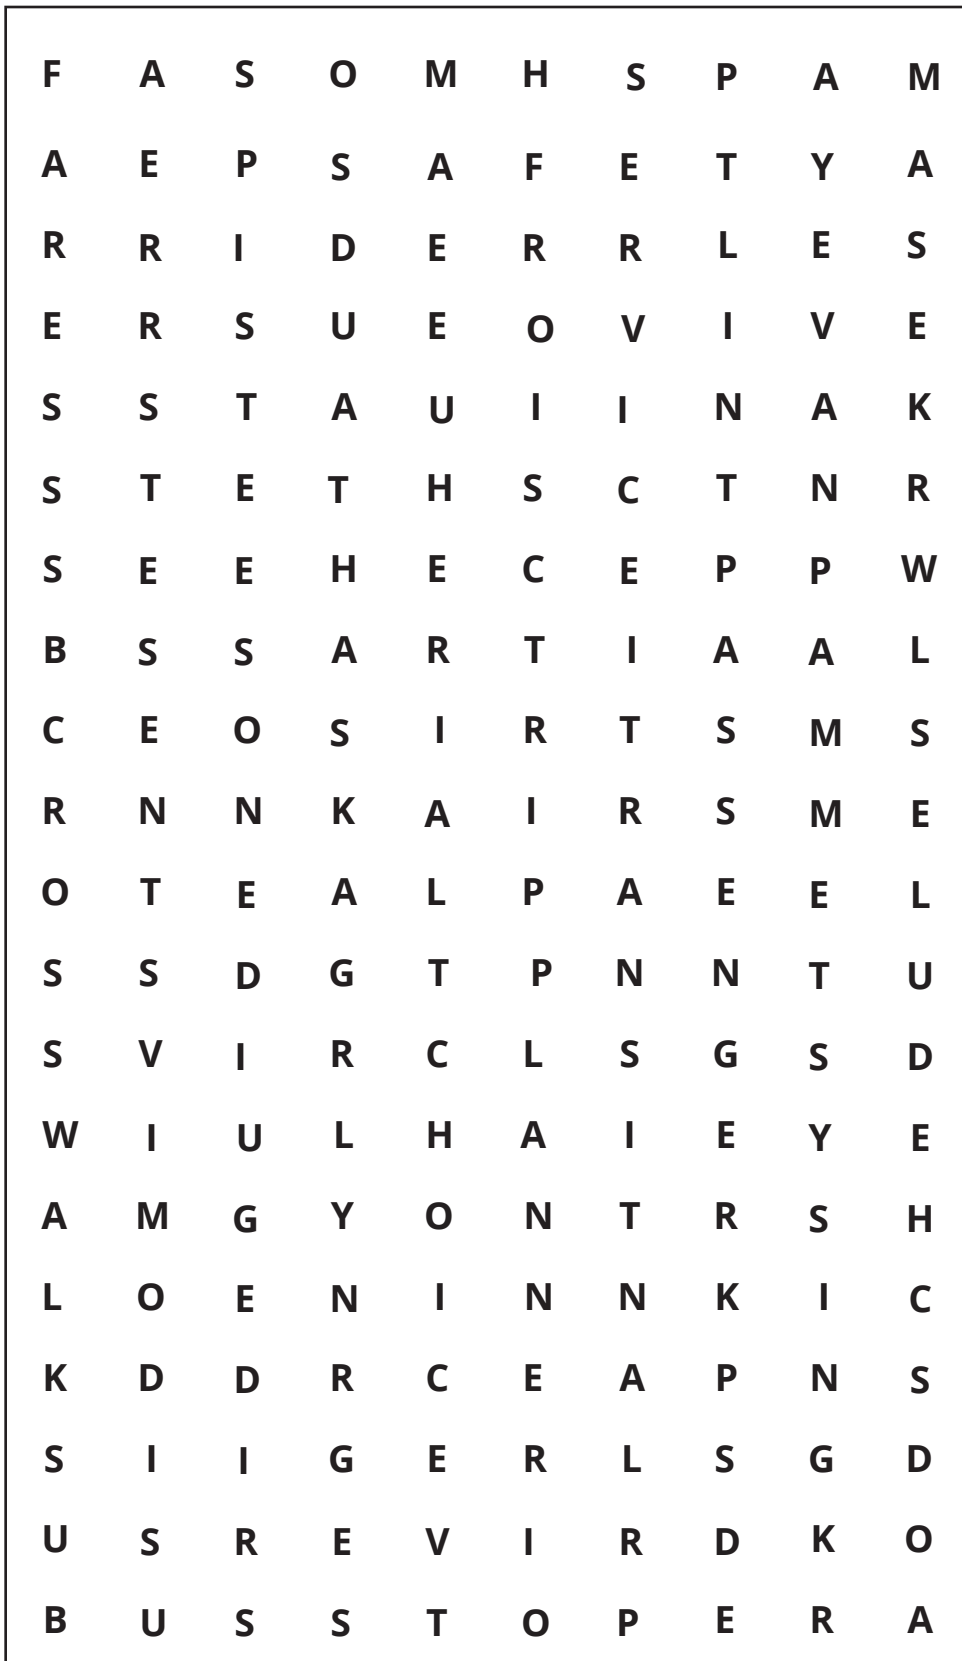 F A S O M H S P A M
A E P S A F E T Y A
R R I D E R R L E S
E R S U E O V I V E
S S T A U I I N A K
S T E T H S C T N R
S E E H E C E P P W
B S S A R T I A A L
C E O S I R T S M S
R N N K A I R S M E
O T E A L P A E E L
S S D G T P N N T U
S V I R C L S G S D
W I U L H A I E Y E
A M G Y O N T R S H
L O E N I N N K I C
K D D R C E A P N S
S I I G E R L S G D
U S R E V I R D K O
B U S S T O P E R A